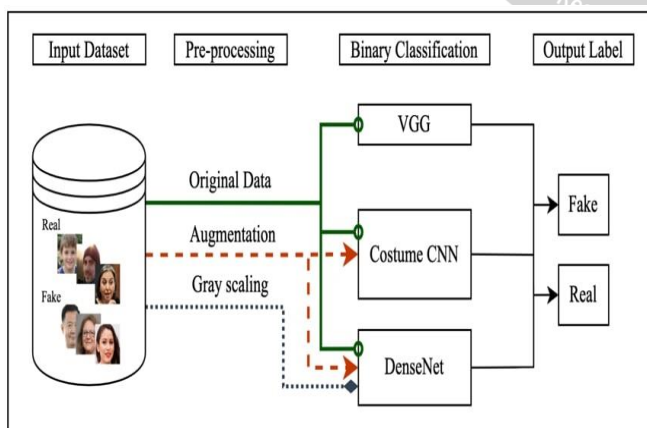 Input Dataset
Pre-processing
Binary Classification
Output Label
VGG
Original Data
Real
Fake
Augmentation
Costume CNN
Fake
Gray scaling
Real
DenseNet